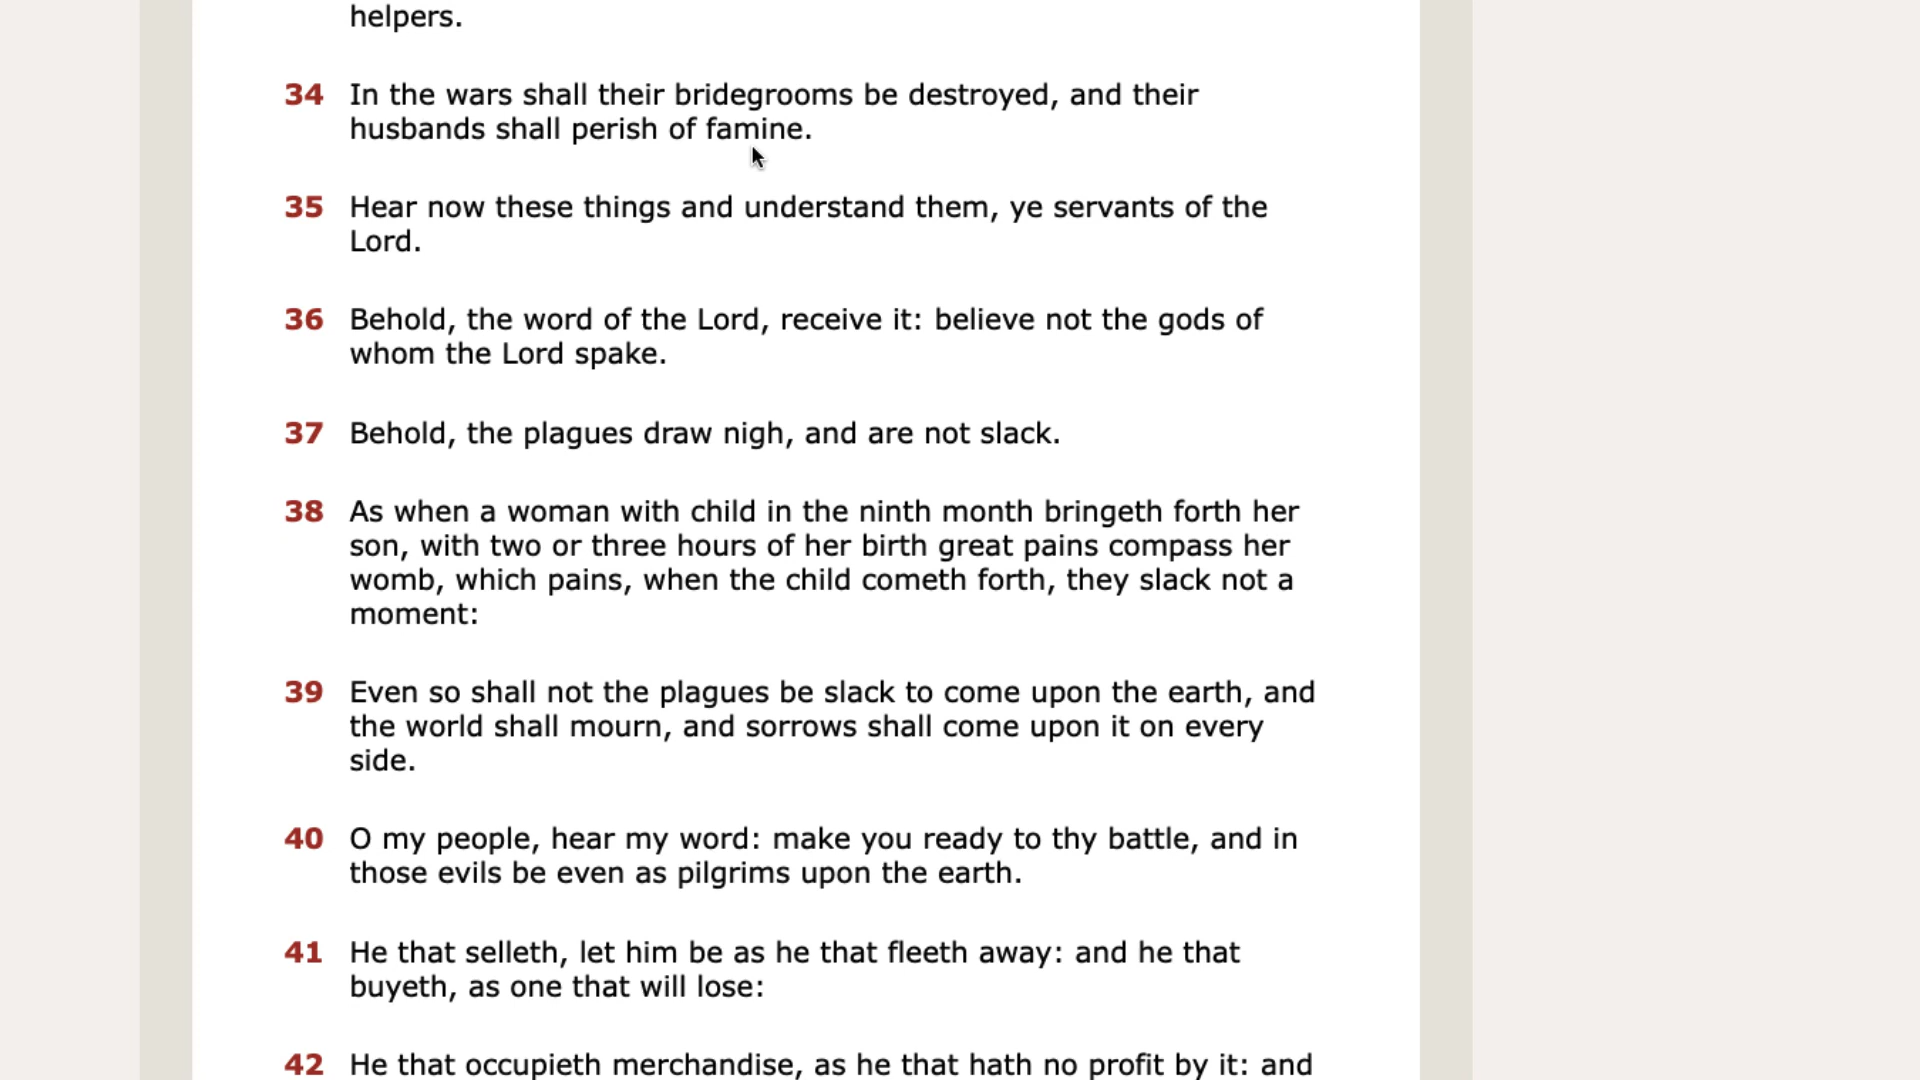 helpers.
34 In the wars shall their bridegrooms be destroyed, and their
husbands shall perish of famine.
35 Hear now these things and understand them, ye servants of the
Lord.
36 Behold, the word of the Lord, receive it: believe not the gods of
whom the Lord spake.
37 Behold, the plagues draw nigh, and are not slack.
38 As when a woman with child in the ninth month bringeth forth her
son, with two or three hours of her birth great pains compass her
womb, which pains, when the child cometh forth, they slack not a
moment:
39 Even so shall not the plagues be slack to come upon the earth, and
the world shall mourn, and sorrows shall come upon it on every
side.
40 O my people, hear my word: make you ready to thy battle, and in
those evils be even as pilgrims upon the earth.
41 He that selleth, let him be as he that fleeth away: and he that
buyeth, as one that will lose:
42 He that occupieth merchandise, as he that hath no profit by it: and